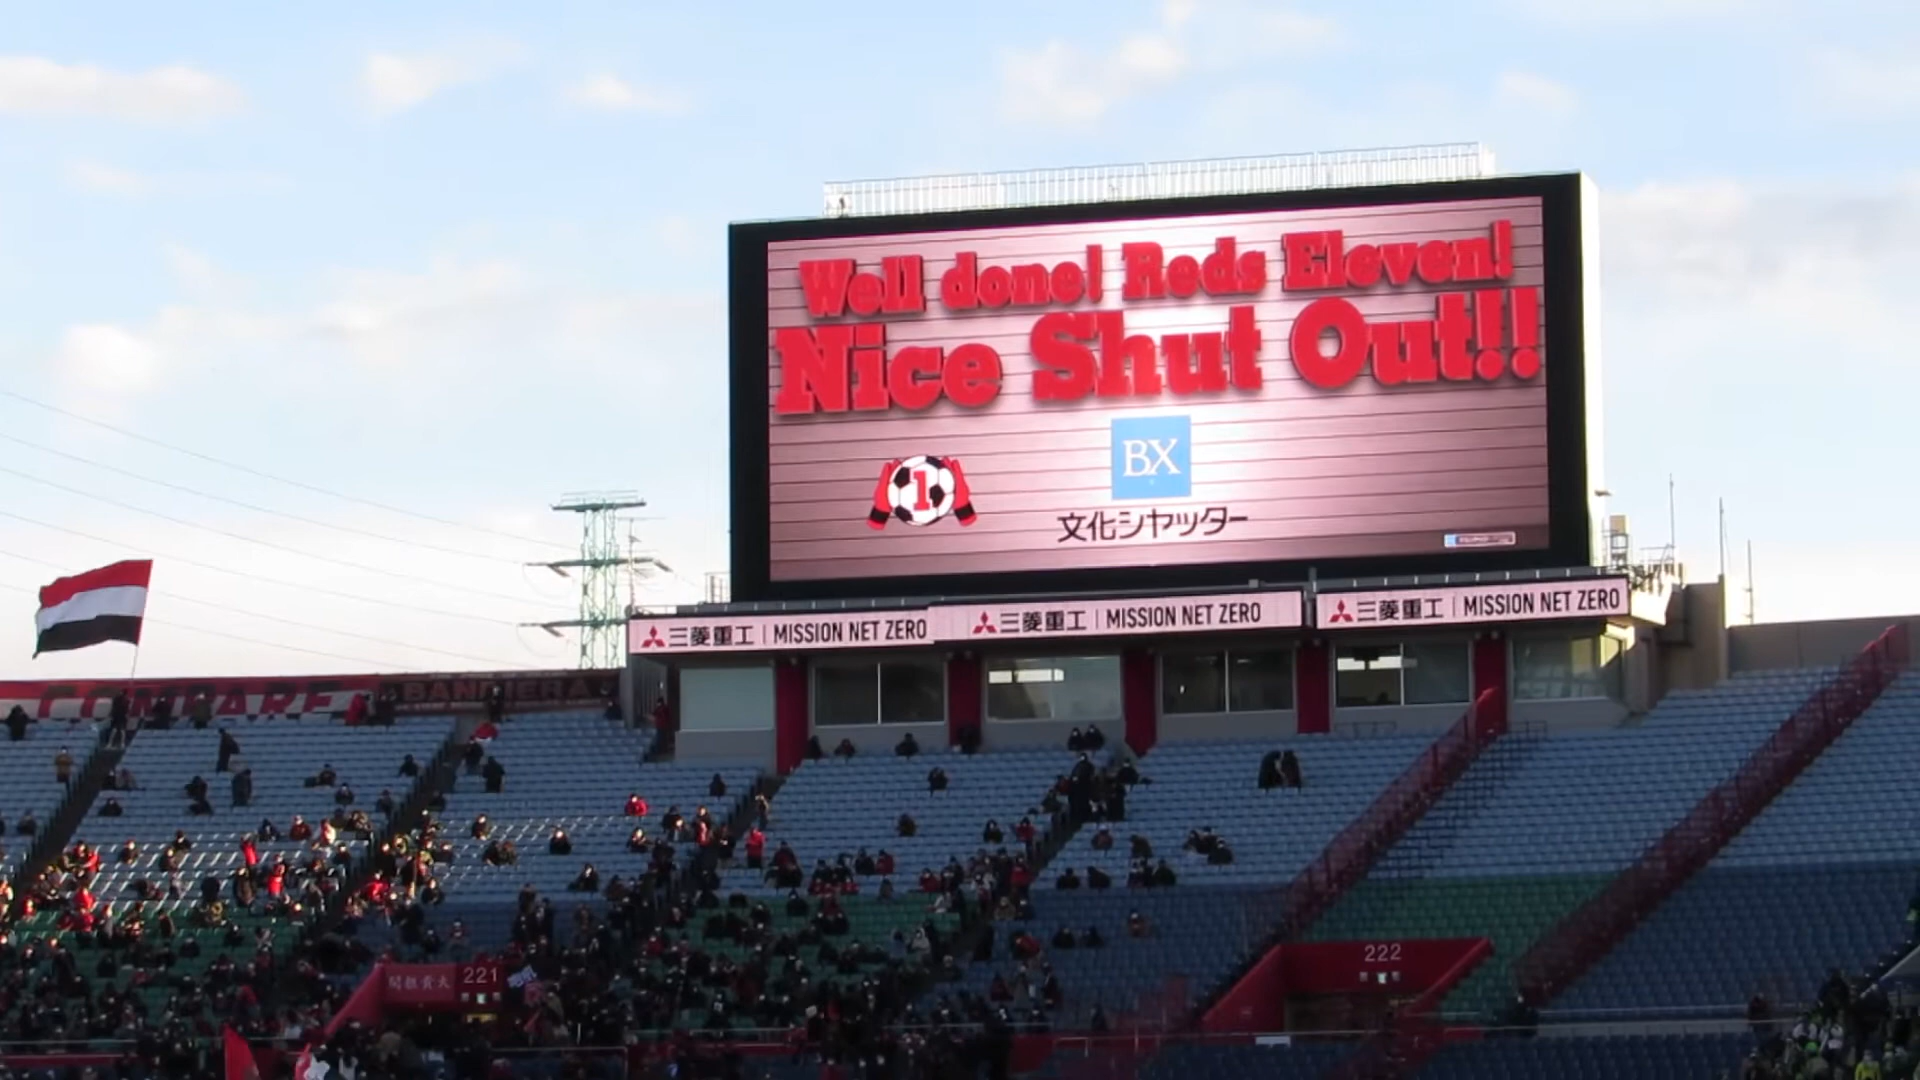 Well done! Reds Eleven!
Nice Shut Out!!
1
BX
文化シヤッター
三菱重工 | MISSION NET ZERO
三菱重工 | MISSION NET ZERO
三菱重工 | MISSION NET ZERO
COMPARE
BANDIERA
221
222